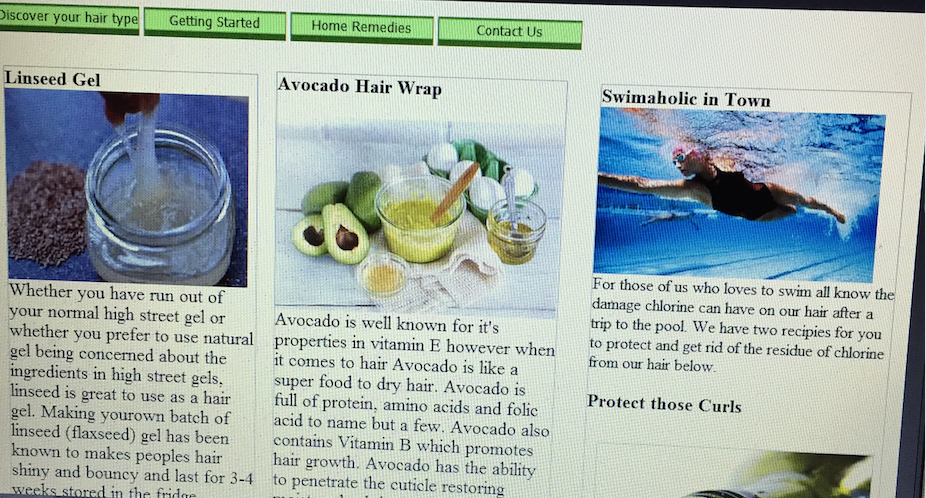 Discover your hair type
Getting Started
Home Remedies
Contact Us
Linseed Gel
Whether you have run out of
your normal high street gel or
whether you prefer to use natural
gel being concerned about the
ingredients in high street gels,
linseed is great to use as a hair
gel. Making yourown batch of
linseed (flaxseed) gel has been
known to makes peoples hair
shiny and bouncy and last for 3-4
weeks stored in the fridge
Avocado Hair Wrap
Avocado is well known for it's
properties in vitamin E however when
it comes to hair Avocado is like a
super food to dry hair. Avocado is
full of protein, amino acids and folic
acid to name but a few. Avocado also
contains Vitamin B which promotes
hair growth. Avocado has the ability
to penetrate the cuticle restoring
Swimaholic in Town
For those of us who loves to swim all know the
damage chlorine can have on our hair after a
trip to the pool. We have two recipies for you
to protect and get rid of the residue of chlorine
from our hair below.
Protect those Curls